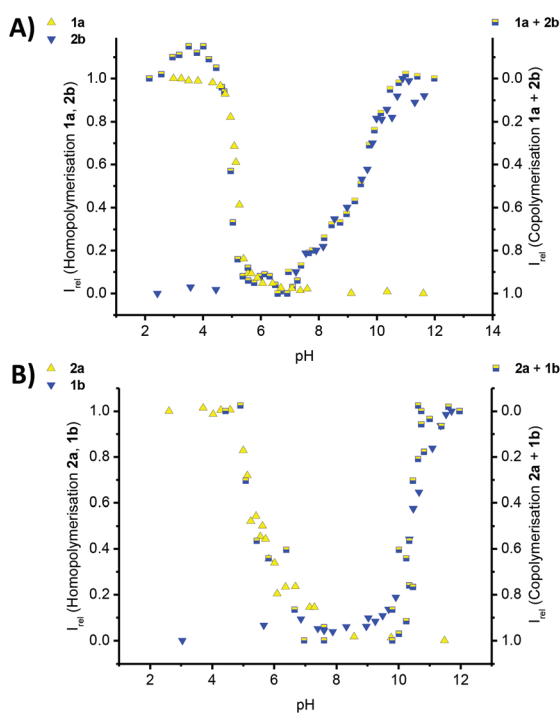 A)
1a
2b
1a + 2b
1.0
0.8
0.6
0.4
0.2
0.0
0.0
0.2
0.4
0.6
0.8
1.0
2 4 6 8 10 12 14
pH
I_rel (Homopolymerisation 1a, 2b)
I_rel (Copolymerisation 1a + 2b)
B)
2a
1b
2a + 1b
1.0
0.8
0.6
0.4
0.2
0.0
0.0
0.2
0.4
0.6
0.8
1.0
2 4 6 8 10 12
pH
I_rel (Homopolymerisation 2a, 1b)
I_rel (Copolymerisation 2a + 1b)